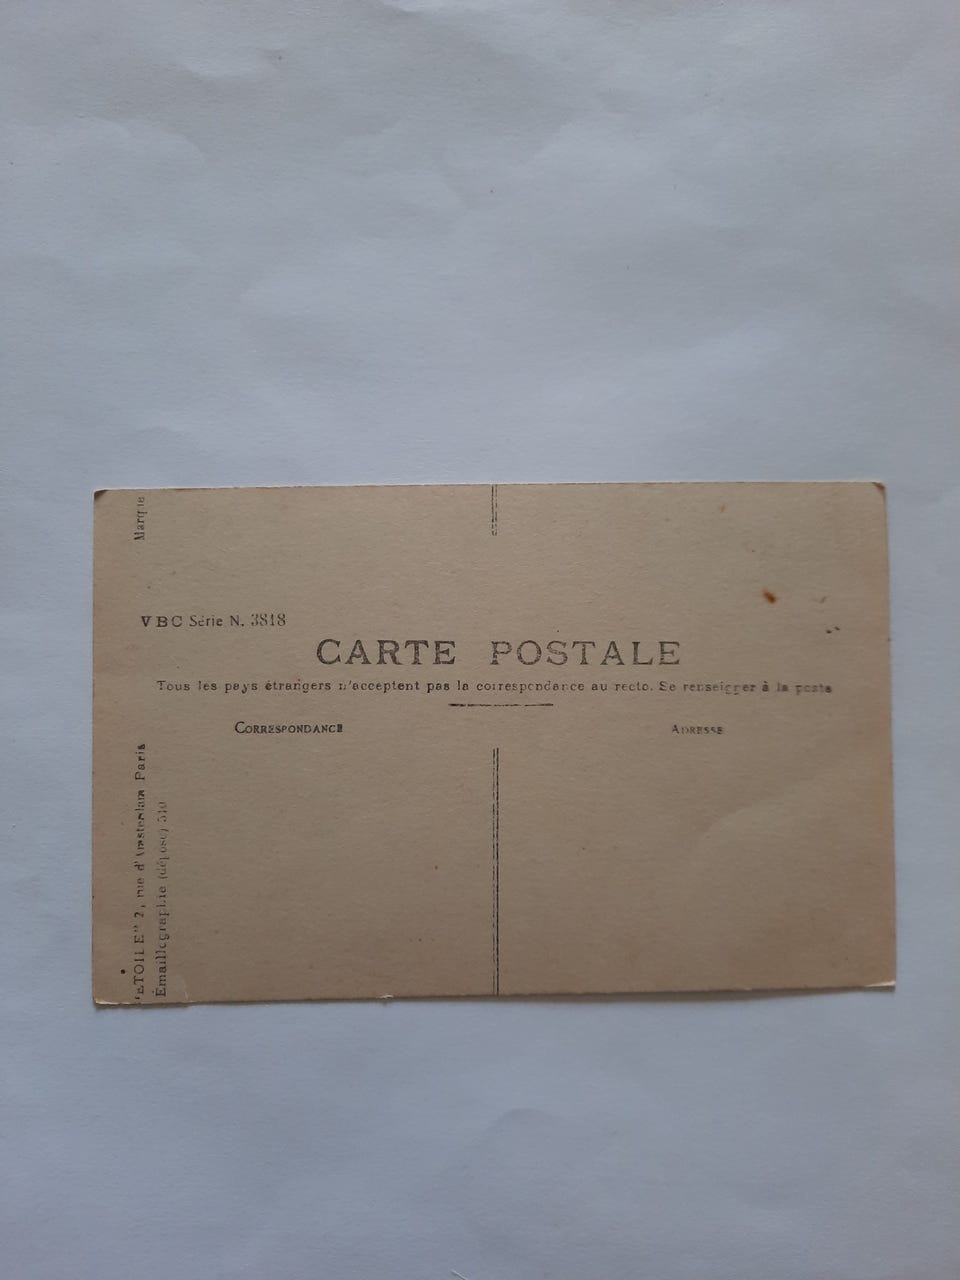 Marque
VBC Série N. 3818
CARTE POSTALE
Tous les pays étrangers n'acceptent pas la correspondance au recto. Se renseigner à la poste
CORRESPONDANCE
ADRESSE
"ETOILE" 2, rue d'Amsterdam Paris
Émaillographie (déposé) 510